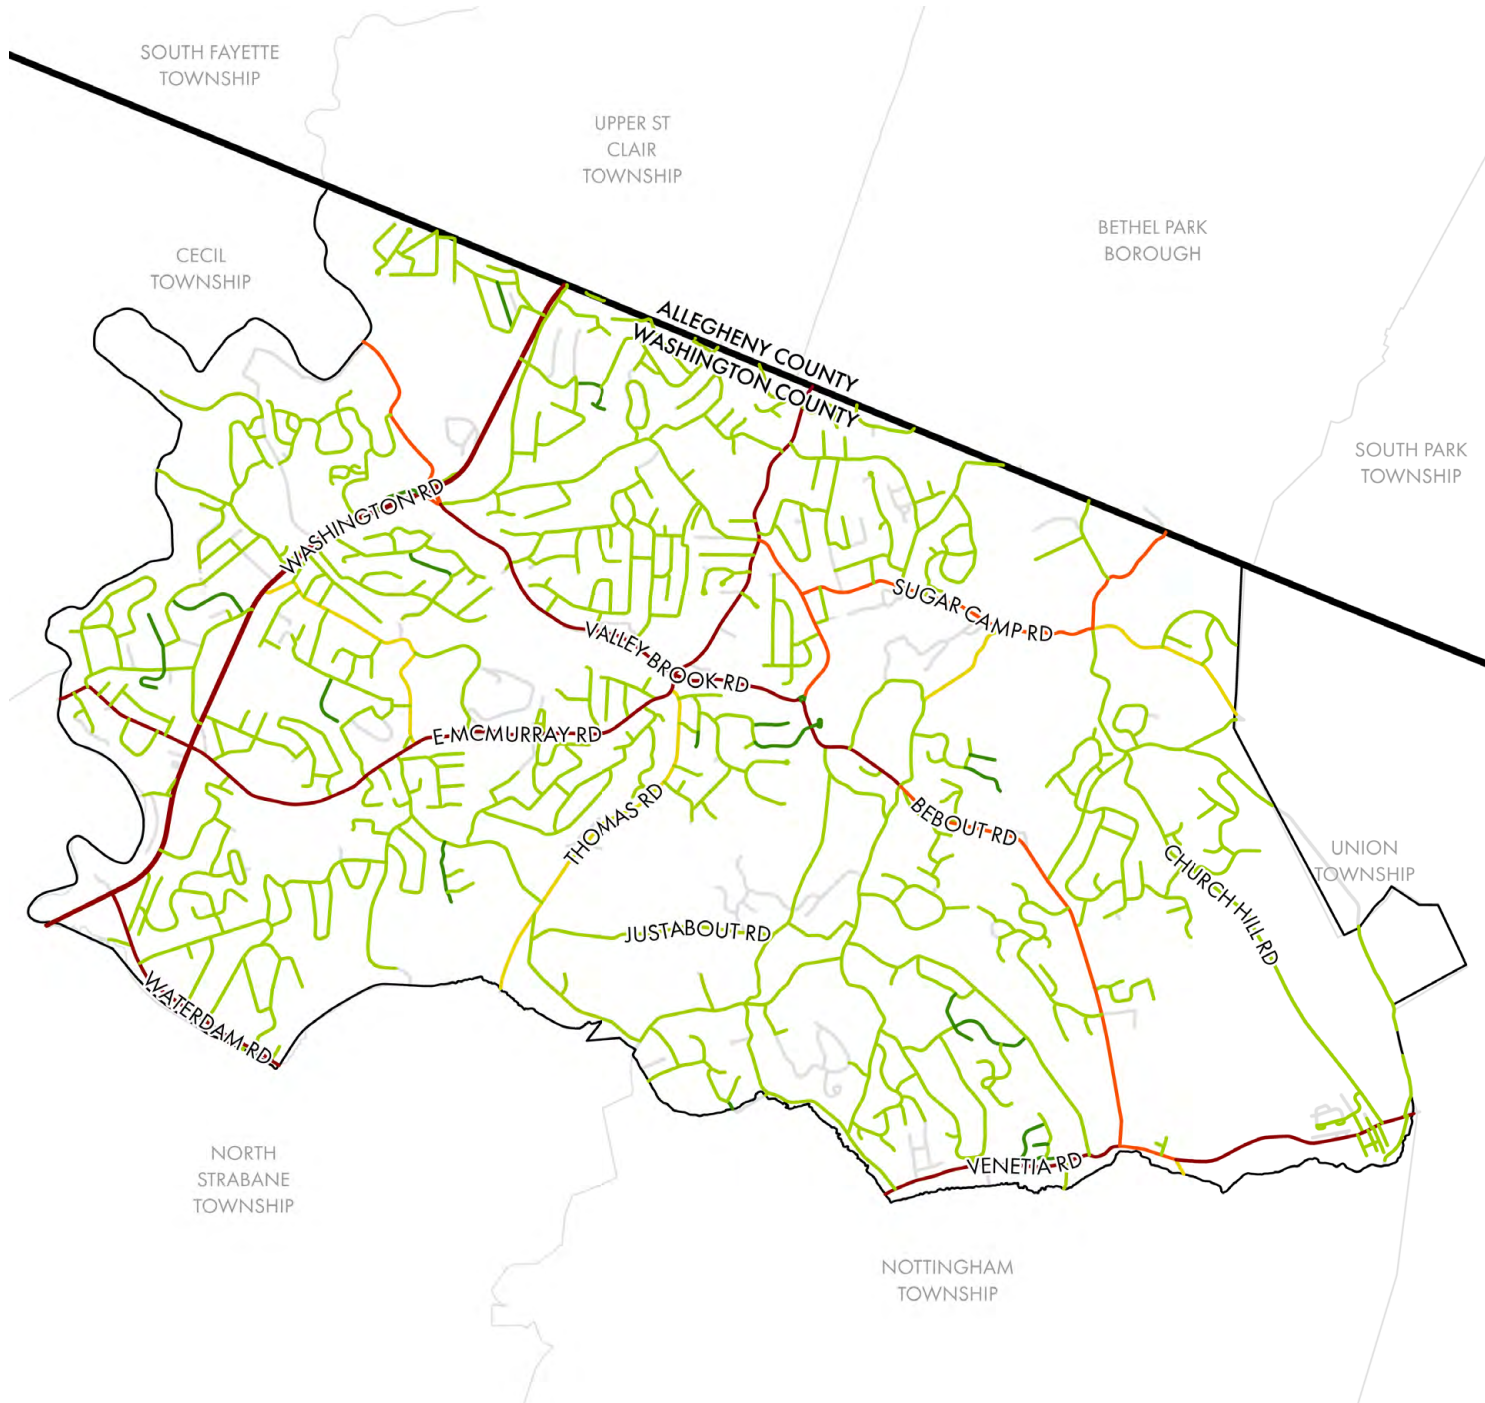 SOUTH FAYETTE
TOWNSHIP
UPPER ST
CLAIR
TOWNSHIP
BETHEL PARK
BOROUGH
CECIL
TOWNSHIP
ALLEGHENY COUNTY
WASHINGTON COUNTY
SOUTH PARK
TOWNSHIP
WASHINGTON RD
SUGAR CAMP RD
VALLEY BROOK RD
E MCMURRAY RD
THOMAS RD
BEBOUT RD
UNION
TOWNSHIP
CHURCH HILL RD
JUSTABOUT RD
WATERDAM RD
VENETIA RD
NORTH
STRABANE
TOWNSHIP
NOTTINGHAM
TOWNSHIP